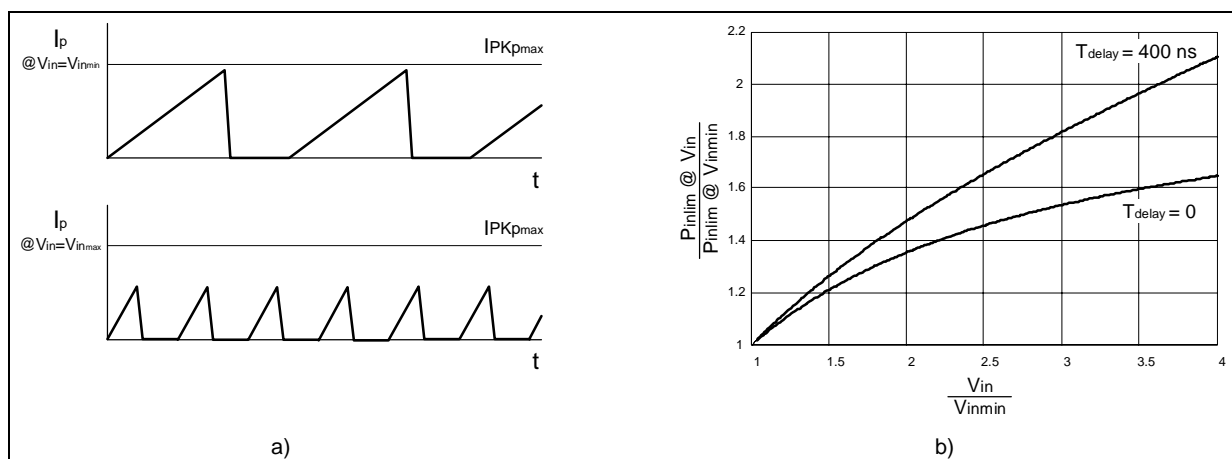 Ip
@Vin=Vinmin
IPKpmax
t
Ip
@Vin=Vinmax
IPKpmax
t
a)
2.2
2
1.8
1.6
1.4
1.2
1
Pinlim @ Vin
Pinlim @ Vinmin
Tdelay = 400 ns
Tdelay = 0
1 1.5 2 2.5 3 3.5 4
Vin
Vinmin
b)